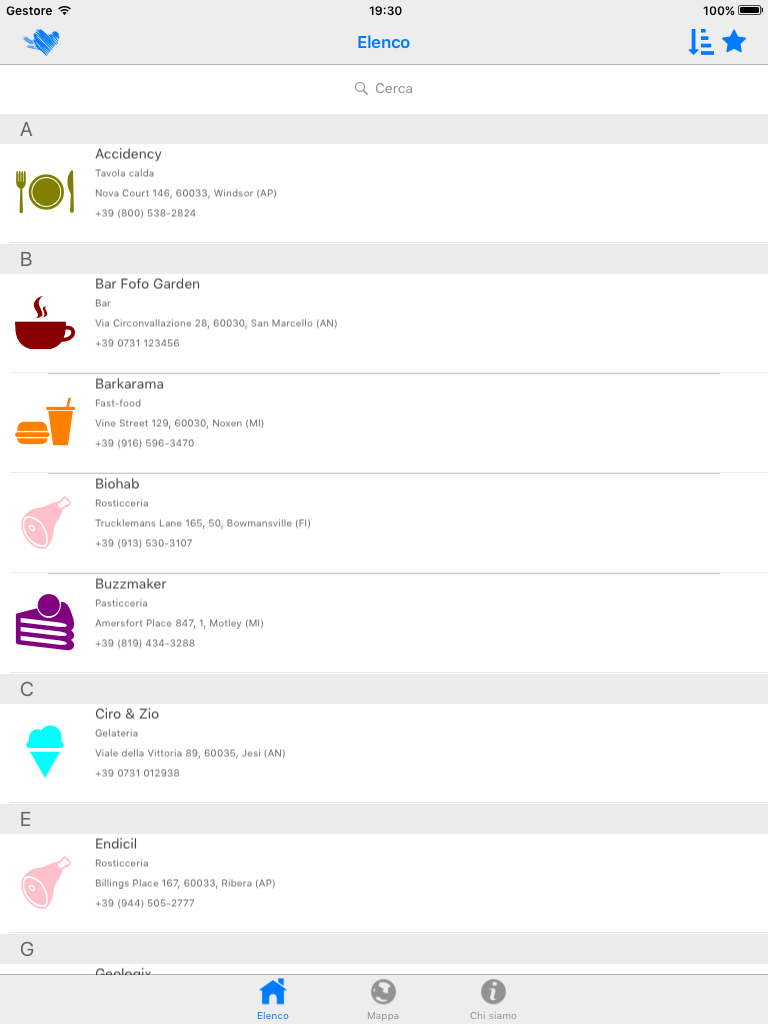 Gestore 19:30 100%
Elenco
Cerca
A
Accidency
Tavola calda
Nova Court 146, 60033, Windsor (AP)
+39 (800) 538-2824
B
Bar Fofo Garden
Bar
Via Circonvallazione 28, 60030, San Marcello (AN)
+39 0731 123456
Barkarama
Fast-food
Vine Street 129, 60030, Noxen (MI)
+39 (916) 596-3470
Biohab
Rosticceria
Trucklemans Lane 165, 50, Bowmansville (FI)
+39 (913) 530-3107
Buzzmaker
Pasticceria
Amersfort Place 847, 1, Motley (MI)
+39 (819) 434-3288
C
Ciro & Zio
Gelateria
Viale della Vittoria 89, 60035, Jesi (AN)
+39 0731 012938
E
Endicil
Rosticceria
Billings Place 167, 60033, Ribera (AP)
+39 (944) 505-2777
G
Geologix
Elenco Mappa Chi siamo